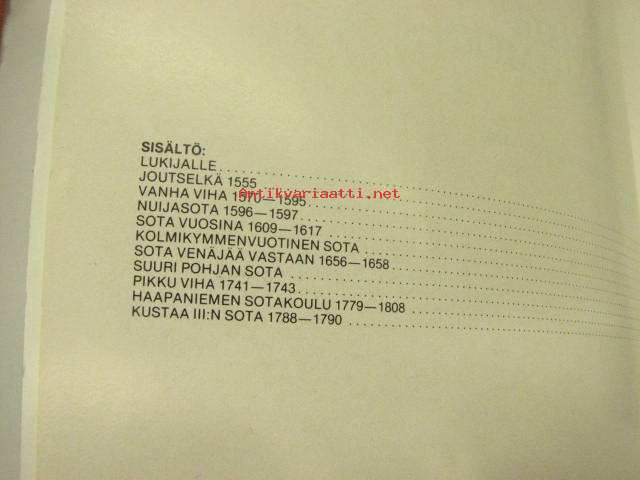 SISÄLTÖ:
LUKIJALLE
JOUTSELKÄ 1555
Antikvariaatti.net
VANHA VIHA 1570—1595
NUIJASOTA 1596—1597
SOTA VUOSINA 1609—1617
KOLMIKYMMENVUOTINEN SOTA
SOTA VENÄJÄÄ VASTAAN 1656—1658
SUURI POHJAN SOTA
PIKKU VIHA 1741—1743
HAAPANIEMEN SOTAKOULU 1779—1808
KUSTAA III:N SOTA 1788—1790